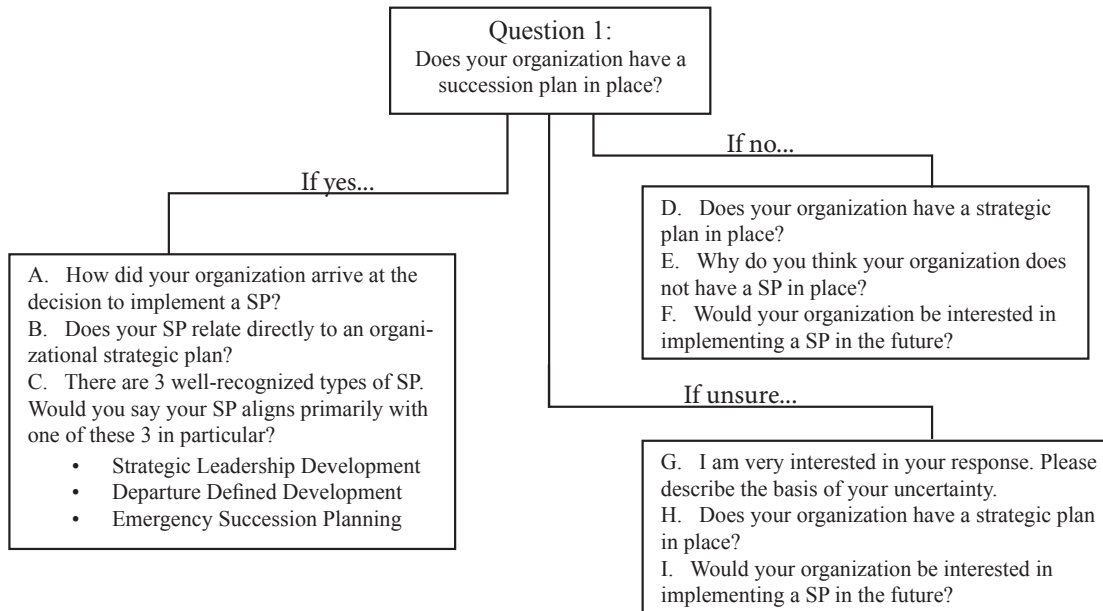 Question 1:
Does your organization have a
succession plan in place?
If yes...
A. How did your organization arrive at the
decision to implement a SP?
B. Does your SP relate directly to an organi-
zational strategic plan?
C. There are 3 well-recognized types of SP.
Would you say your SP aligns primarily with
one of these 3 in particular?
• Strategic Leadership Development
• Departure Defined Development
• Emergency Succession Planning
If no...
D. Does your organization have a strategic
plan in place?
E. Why do you think your organization does
not have a SP in place?
F. Would your organization be interested in
implementing a SP in the future?
If unsure...
G. I am very interested in your response. Please
describe the basis of your uncertainty.
H. Does your organization have a strategic plan
in place?
I. Would your organization be interested in
implementing a SP in the future?